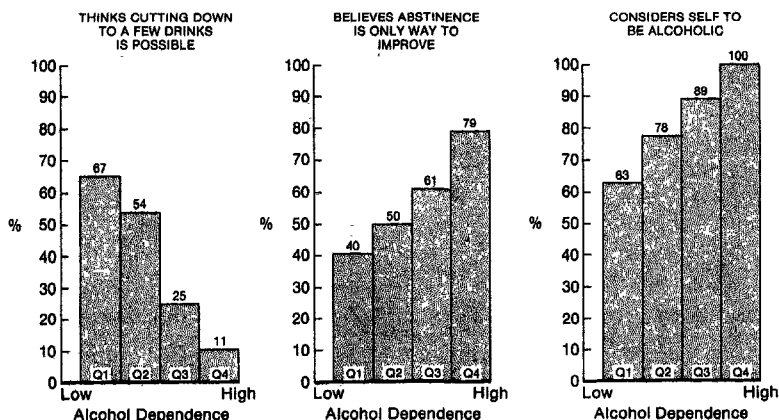 THINKS CUTTING DOWN
TO A FEW DRINKS
IS POSSIBLE
100
90
80
70
60
50
40
30
20
10
0
%
67
54
25
11
Q1 Q2 Q3 Q4
Low High
Alcohol Dependence
BELIEVES ABSTINENCE
IS ONLY WAY TO
IMPROVE
100
90
80
70
60
50
40
30
20
10
0
%
40
50
61
79
Q1 Q2 Q3 Q4
Low High
Alcohol Dependence
CONSIDERS SELF TO
BE ALCOHOLIC
100
90
80
70
60
50
40
30
20
10
0
%
63
78
89
100
Q1 Q2 Q3 Q4
Low High
Alcohol Dependence